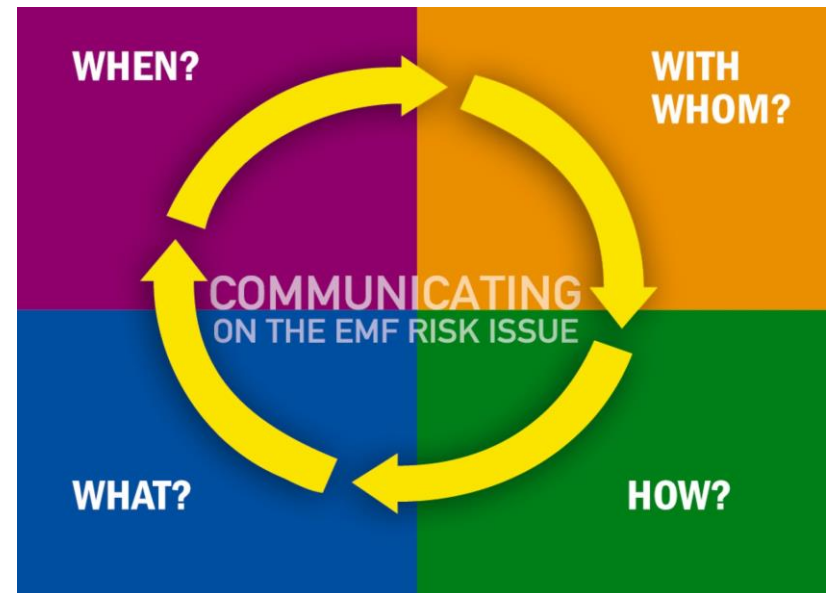 WHEN?
WITH
WHOM?
COMMUNICATING
ON THE EMF RISK ISSUE
WHAT?
HOW?